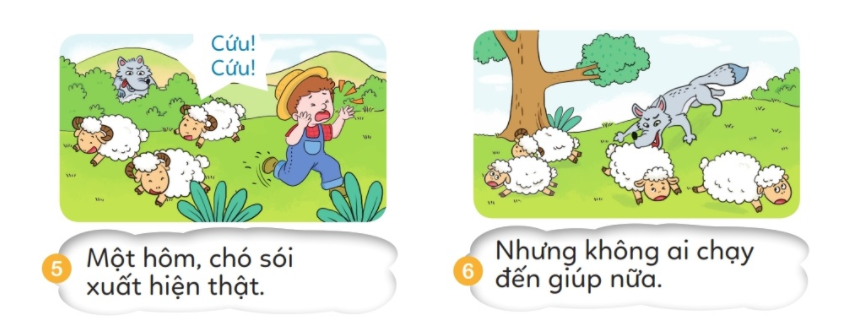 Cứu!
Cứu!
5
Một hôm, chó sói
xuất hiện thật.
6
Nhưng không ai chạy
đến giúp nữa.